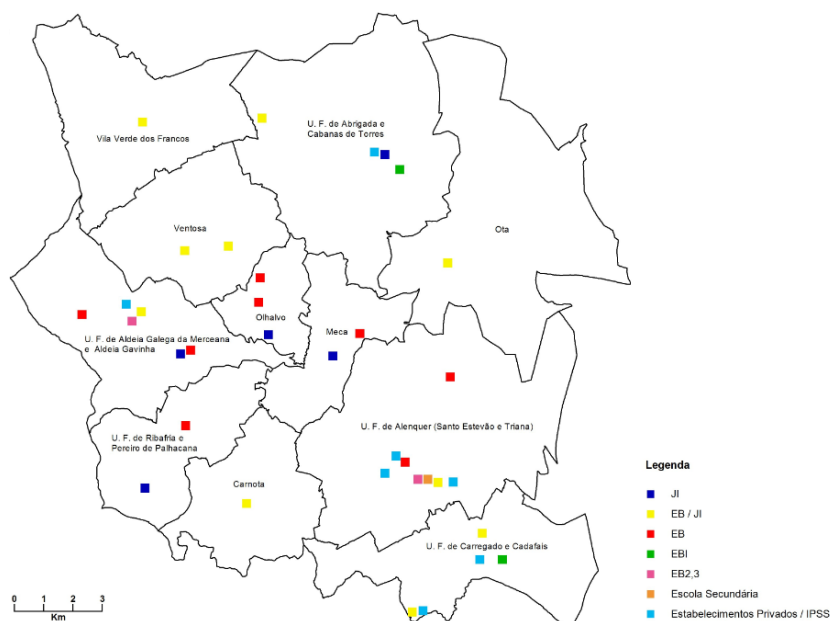 U. F. de Abrigada e
Cabanas de Torres
Vila Verde dos Francos
Ventosa
Ota
Olhalvo
Meca
U. F. de Aldeia Galega da Merceana
e Aldeia Gavinha
U. F. de Alenquer (Santo Estevão e Triana)
U. F. de Ribafria e
Pereiro de Palhacana
Carnota
U. F. de Carregado e Cadafais
Legenda
JI
EB / JI
EB
EBI
EB2,3
Escola Secundária
Estabelecimentos Privados / IPSS
0 1 2 3
Km